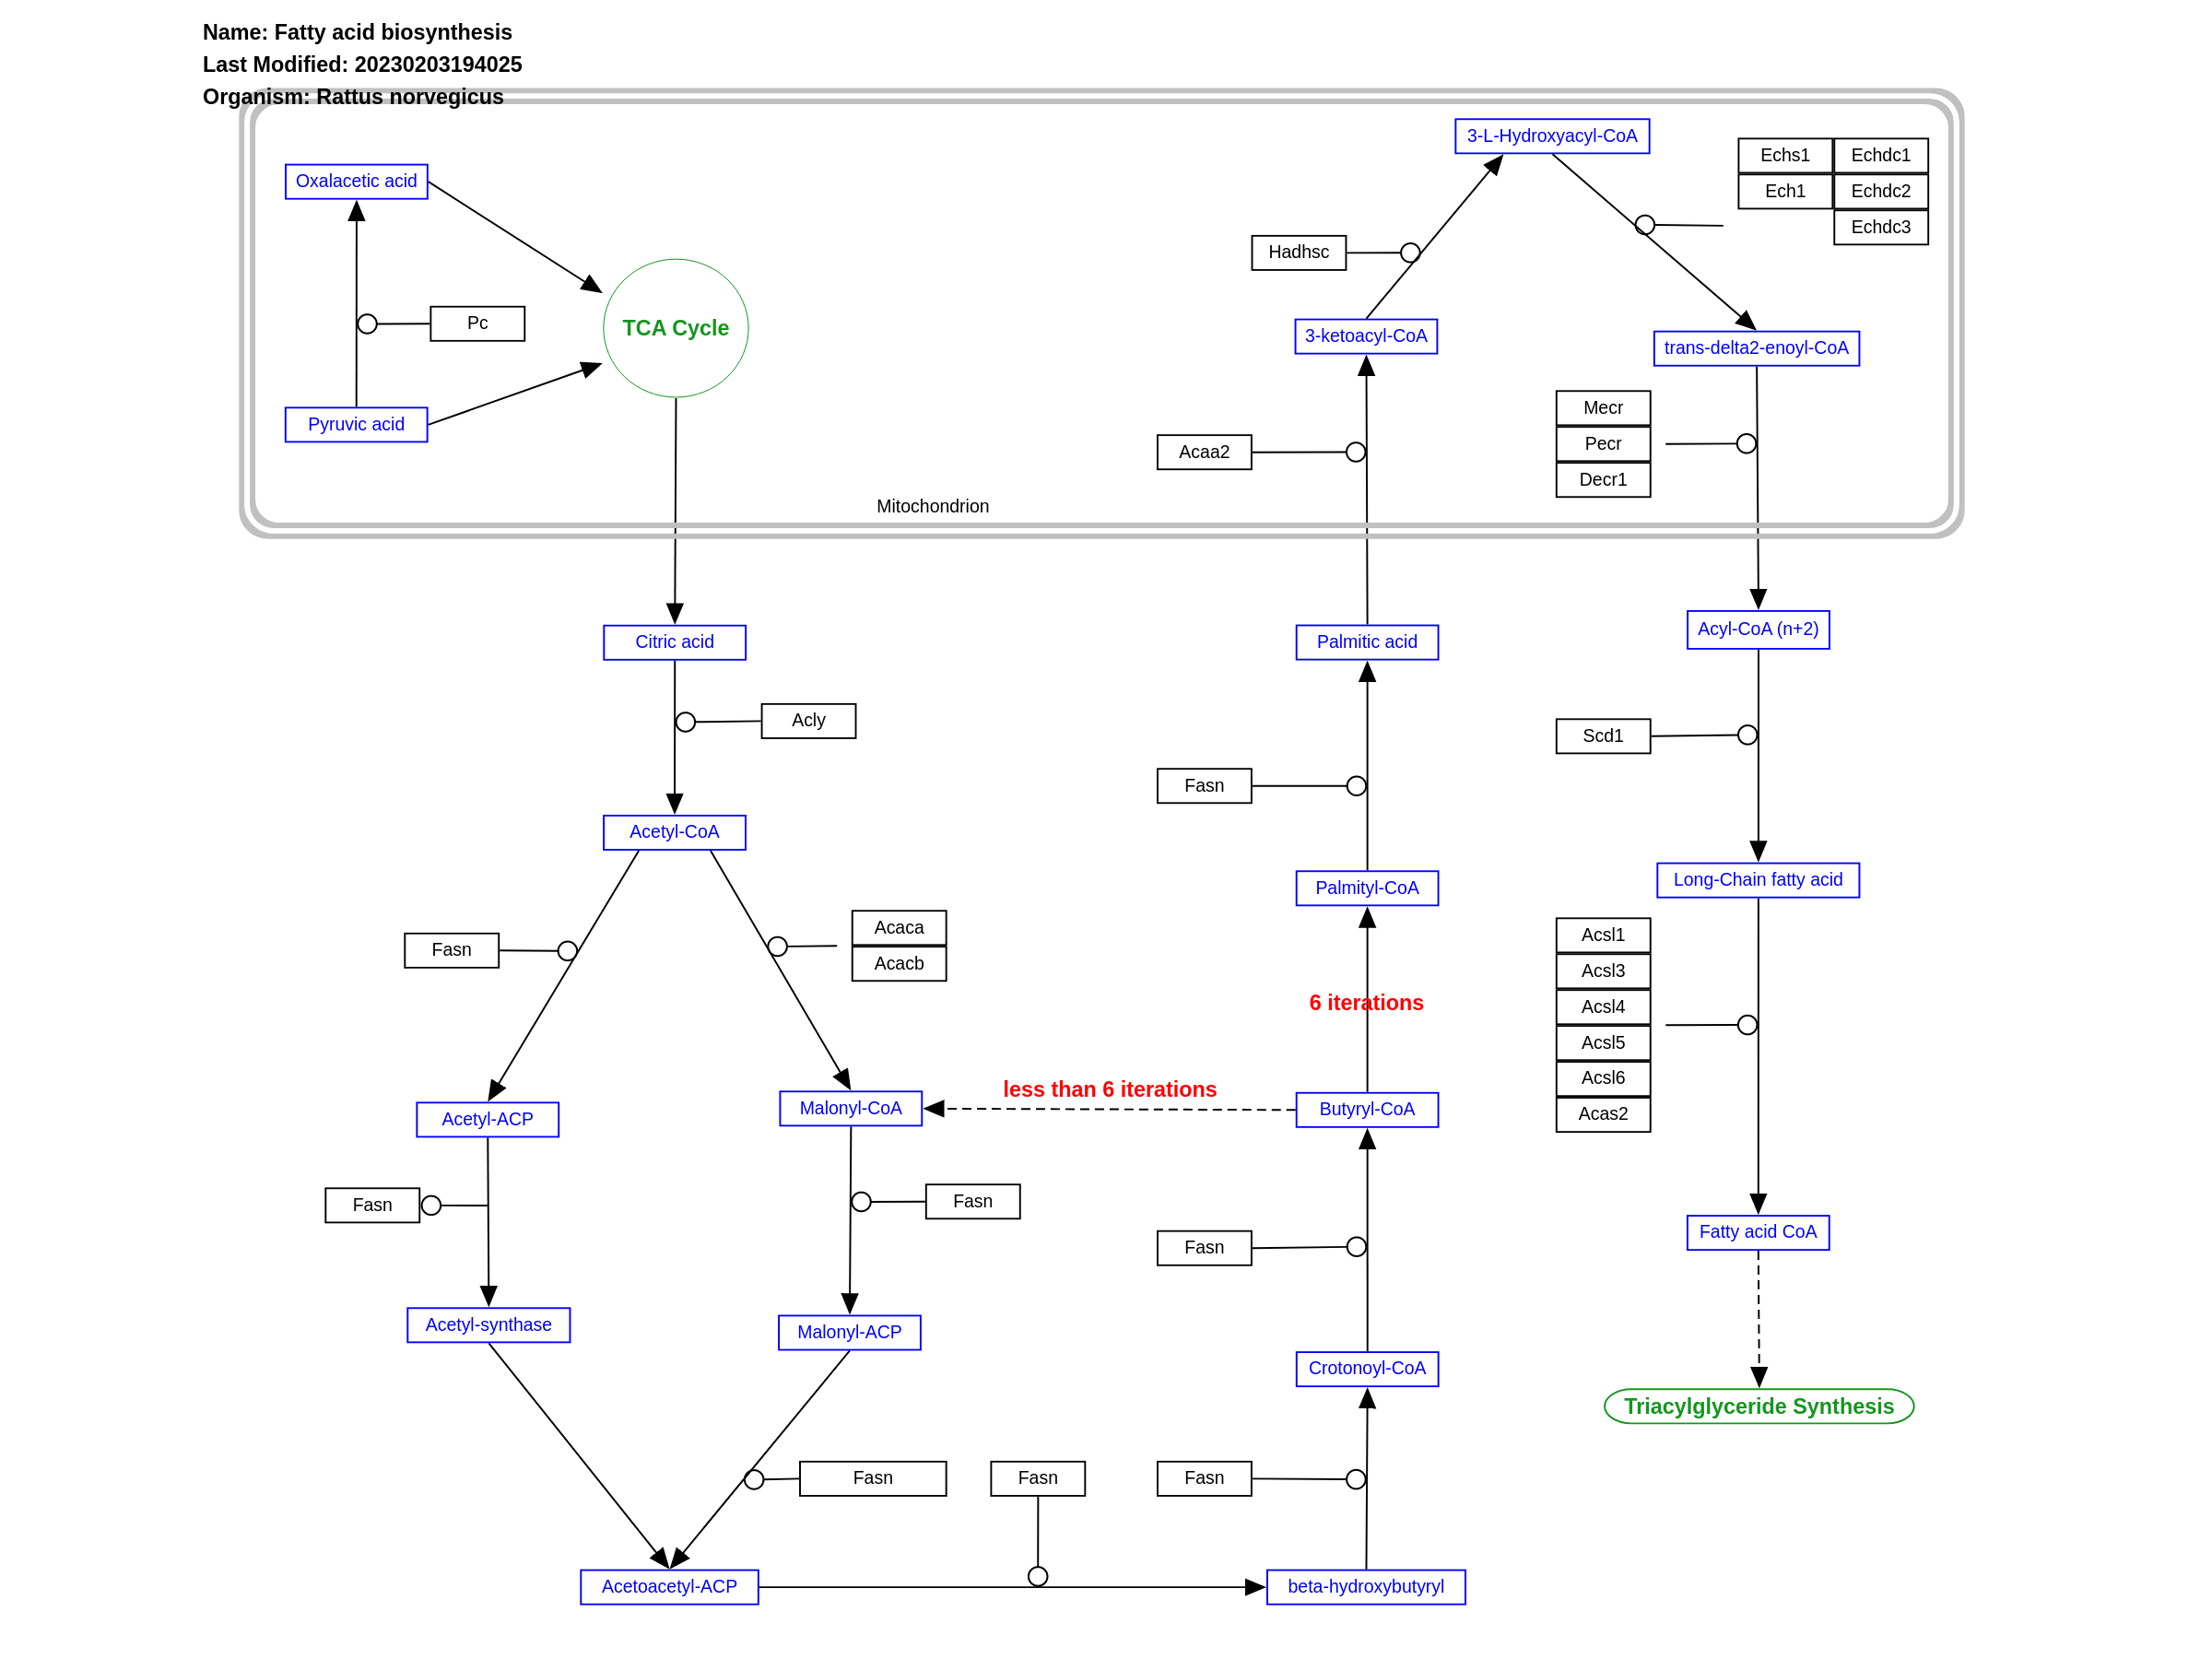 Name: Fatty acid biosynthesis
Last Modified: 20230203194025
Organism: Rattus norvegicus
3-L-Hydroxyacyl-CoA
Echs1
Echdc1
Oxalacetic acid
Ech1
Echdc2
Echdc3
Hadhsc
Pc
TCA Cycle
3-ketoacyl-CoA
trans-delta2-enoyl-CoA
Pyruvic acid
Mecr
Acaa2
Pecr
Decr1
Mitochondrion
Citric acid
Palmitic acid
Acyl-CoA (n+2)
Acly
Scd1
Fasn
Acetyl-CoA
Palmityl-CoA
Long-Chain fatty acid
Fasn
Acaca
Acacb
Acsl1
Acsl3
Acsl4
Acsl5
Acsl6
Acas2
6 iterations
less than 6 iterations
Acetyl-ACP
Malonyl-CoA
Butyryl-CoA
Fasn
Fasn
Fasn
Fatty acid CoA
Acetyl-synthase
Malonyl-ACP
Crotonoyl-CoA
Triacylglyceride Synthesis
Fasn
Fasn
Fasn
Acetoacetyl-ACP
beta-hydroxybutyryl